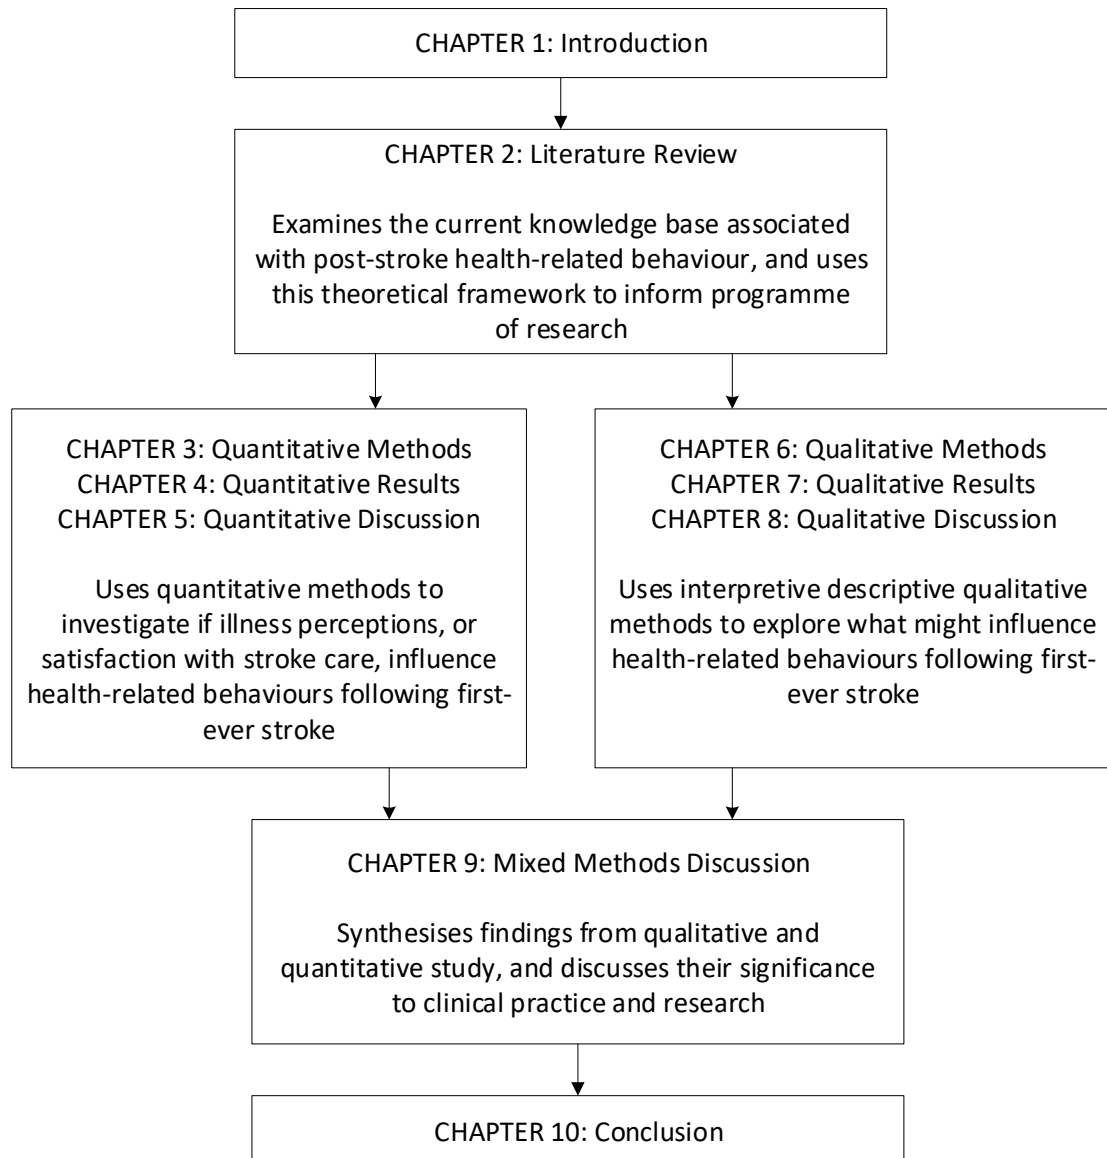 CHAPTER 1: Introduction
CHAPTER 2: Literature Review
Examines the current knowledge base associated
with post-stroke health-related behaviour, and uses
this theoretical framework to inform programme
of research
CHAPTER 3: Quantitative Methods
CHAPTER 4: Quantitative Results
CHAPTER 5: Quantitative Discussion
Uses quantitative methods to
investigate if illness perceptions, or
satisfaction with stroke care, influence
health-related behaviours following first-
ever stroke
CHAPTER 6: Qualitative Methods
CHAPTER 7: Qualitative Results
CHAPTER 8: Qualitative Discussion
Uses interpretive descriptive qualitative
methods to explore what might influence
health-related behaviours following first-
ever stroke
CHAPTER 9: Mixed Methods Discussion
Synthesises findings from qualitative and
quantitative study, and discusses their significance
to clinical practice and research
CHAPTER 10: Conclusion